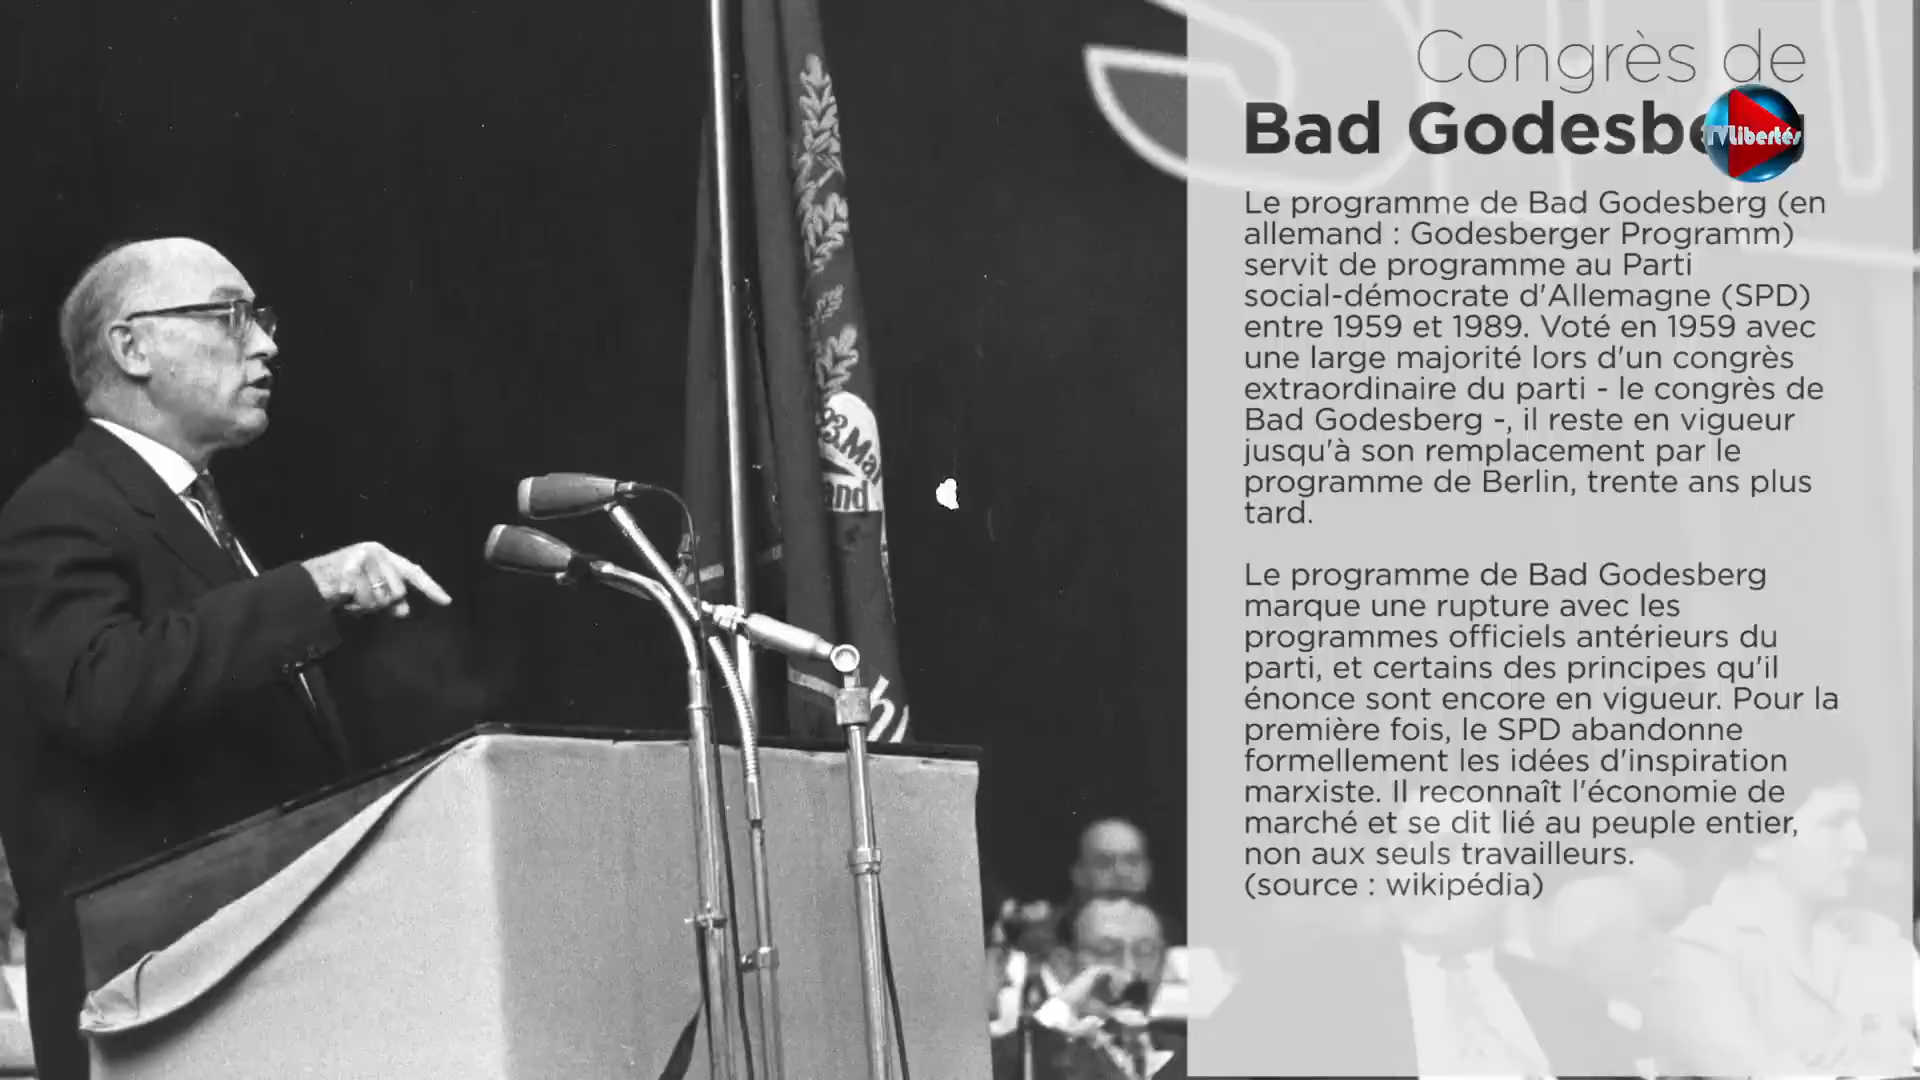 Congrès de
Bad Godesbe
TVLibertés
Le programme de Bad Godesberg (en
allemand : Godesberger Programm)
servit de programme au Parti
social-démocrate d'Allemagne (SPD)
entre 1959 et 1989. Voté en 1959 avec
une large majorité lors d'un congrès
extraordinaire du parti - le congrès de
Bad Godesberg -, il reste en vigueur
jusqu'à son remplacement par le
programme de Berlin, trente ans plus
tard.
Le programme de Bad Godesberg
marque une rupture avec les
programmes officiels antérieurs du
parti, et certains des principes qu'il
énonce sont encore en vigueur. Pour la
première fois, le SPD abandonne
formellement les idées d'inspiration
marxiste. Il reconnaît l'économie de
marché et se dit lié au peuple entier,
non aux seuls travailleurs.
(source : wikipédia)
23.Mai
and